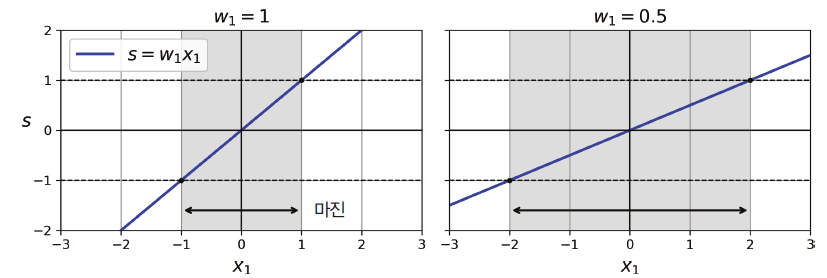 w₁ = 1
w₁ = 0.5
s = w₁x₁
2
1
0
−1
−2
s
마진
−3 −2 −1 0 1 2 3
−3 −2 −1 0 1 2 3
x₁
x₁